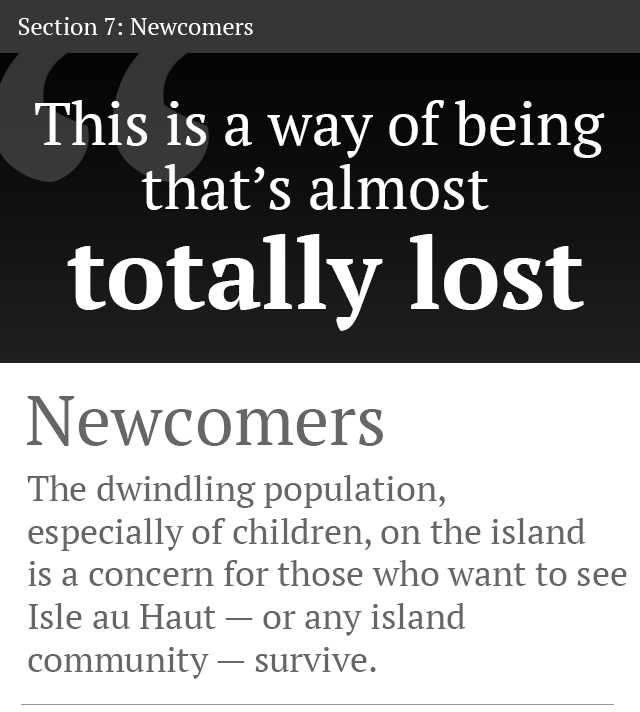 Section 7: Newcomers
This is a way of being
that’s almost
totally lost
Newcomers
The dwindling population,
especially of children, on the island
is a concern for those who want to see
Isle au Haut — or any island
community — survive.